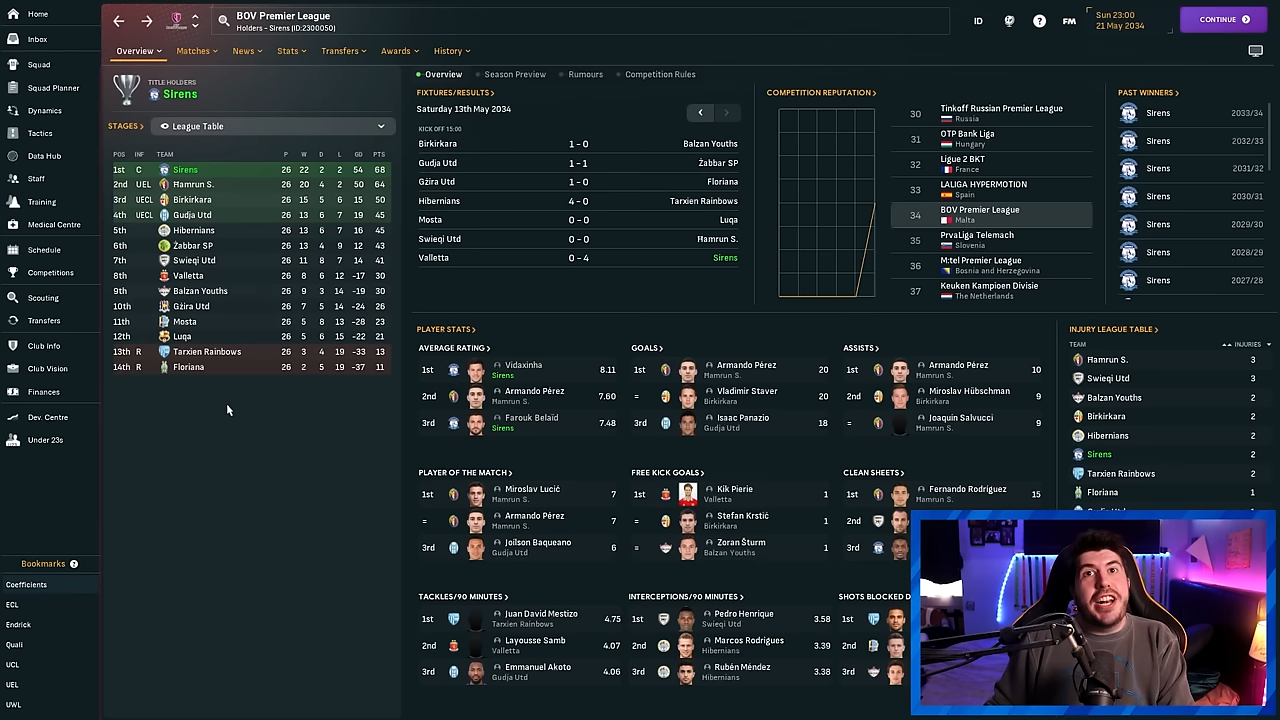 Home
Inbox
Squad
Squad Planner
Dynamics
Tactics
Data Hub
Staff
Training
Medical Centre
Schedule
Competitions
Scouting
Transfers
Club Info
Club Vision
Finances
Dev. Centre
Under 23s
Bookmarks ?
Coefficients
ECL
Endrick
Quali
UCL
UEL
UWL
BOV Premier League
Holders - Sirens (ID:2300050)
ID ? FM
Sun 23:00
21 May 2034
CONTINUE
Overview Matches News Stats Transfers Awards History
TITLE HOLDERS
Sirens
STAGES League Table
POS INF TEAM P W D L GD PTS
1st C Sirens 26 22 2 2 54 68
2nd UEL Ħamrun S. 26 20 4 2 50 64
3rd UECL Birkirkara 26 15 5 6 15 50
4th UECL Gudja Utd 26 13 6 7 19 45
5th Hibernians 26 13 6 7 16 45
6th Żabbar SP 26 13 4 9 12 43
7th Swieqi Utd 26 11 8 7 14 41
8th Valletta 26 8 6 12 -17 30
9th Balzan Youths 26 9 3 14 -19 30
10th Gżira Utd 26 7 5 14 -24 26
11th Mosta 26 5 8 13 -28 23
12th Luqa 26 5 6 15 -22 21
13th R Tarxien Rainbows 26 3 4 19 -33 13
14th R Floriana 26 2 5 19 -37 11
Overview Season Preview Rumours Competition Rules
FIXTURES/RESULTS
Saturday 13th May 2034
KICK OFF 15:00
Birkirkara 1 - 0 Balzan Youths
Gudja Utd 1 - 1 Żabbar SP
Gżira Utd 1 - 0 Floriana
Hibernians 4 - 0 Tarxien Rainbows
Mosta 0 - 0 Luqa
Swieqi Utd 0 - 0 Ħamrun S.
Valletta 0 - 4 Sirens
COMPETITION REPUTATION
30 Tinkoff Russian Premier League
Russia
31 OTP Bank Liga
Hungary
32 Ligue 2 BKT
France
33 LALIGA HYPERMOTION
Spain
34 BOV Premier League
Malta
35 PrvaLiga Telemach
Slovenia
36 M:tel Premier League
Bosnia and Herzegovina
37 Keuken Kampioen Divisie
The Netherlands
PAST WINNERS
Sirens 2033/34
Sirens 2032/33
Sirens 2031/32
Sirens 2030/31
Sirens 2029/30
Sirens 2028/29
Sirens 2027/28
PLAYER STATS
AVERAGE RATING
1st Vidaxinha 8.11
Sirens
2nd Armando Pérez 7.60
Ħamrun S.
3rd Farouk Belaïd 7.48
Sirens
GOALS
1st Armando Pérez 20
Ħamrun S.
= Vladimir Staver 20
Birkirkara
3rd Isaac Panazio 18
Gudja Utd
ASSISTS
1st Armando Pérez 10
Ħamrun S.
2nd Miroslav Hübschman 9
Birkirkara
= Joaquín Salvucci 9
Ħamrun S.
PLAYER OF THE MATCH
1st Miroslav Lucić 7
Ħamrun S.
= Armando Pérez 7
Ħamrun S.
3rd Joílson Baqueano 6
Gudja Utd
FREE KICK GOALS
1st Kik Pierie 1
Valletta
= Stefan Krstić 1
Birkirkara
= Zoran Šturm 1
Balzan Youths
CLEAN SHEETS
1st Fernando Rodríguez 15
Ħamrun S.
2nd
3rd
TACKLES/90 MINUTES
1st Juan David Mestizo 4.75
Tarxien Rainbows
2nd Layousse Samb 4.07
Valletta
3rd Emmanuel Akoto 4.06
Gudja Utd
INTERCEPTIONS/90 MINUTES
1st Pedro Henrique 3.58
Swieqi Utd
2nd Marcos Rodrigues 3.39
Hibernians
3rd Rubén Méndez 3.38
Hibernians
SHOTS BLOCKED
1st
2nd
3rd
INJURY LEAGUE TABLE
TEAM INJURIES
Ħamrun S. 3
Swieqi Utd 3
Balzan Youths 2
Birkirkara 2
Hibernians 2
Sirens 2
Tarxien Rainbows 2
Floriana 1